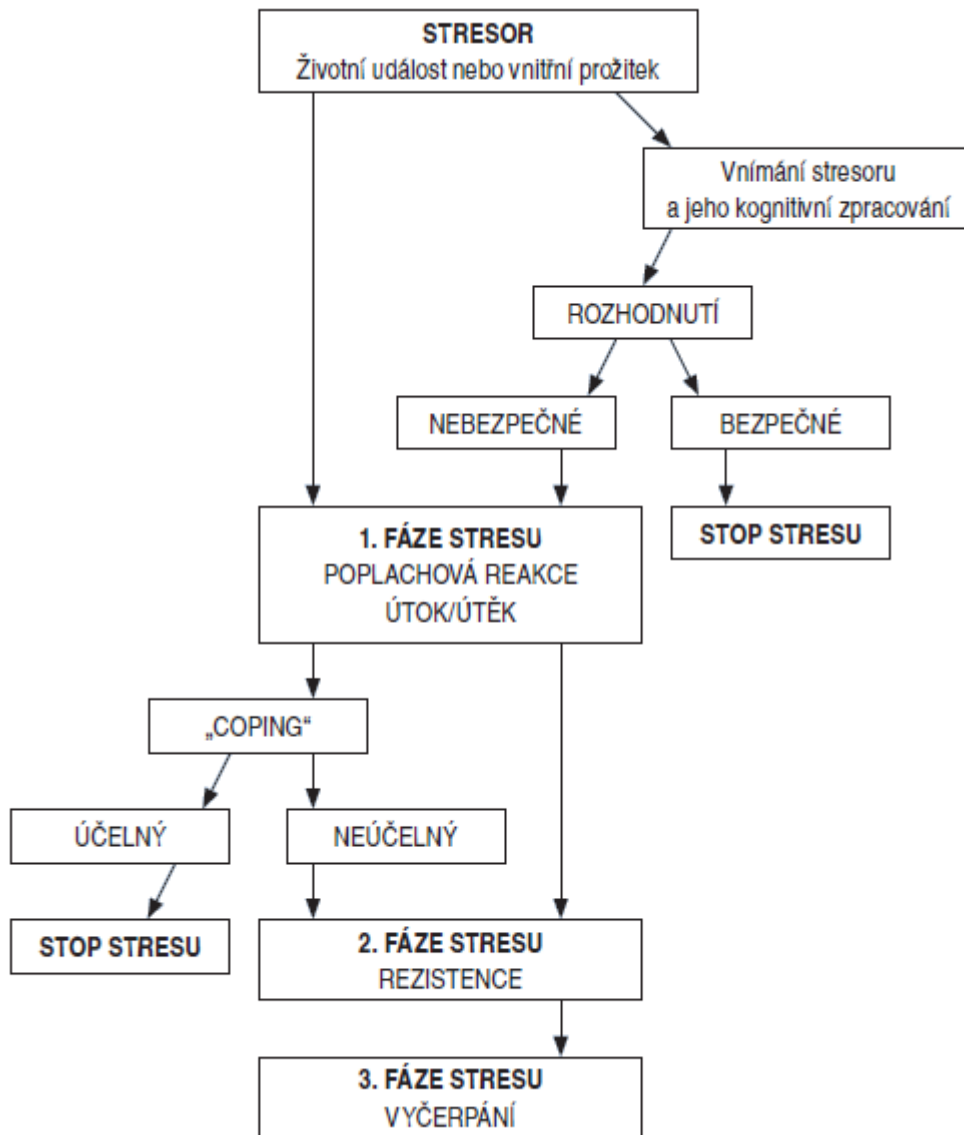 STRESOR
Životní událost nebo vnitřní prožitek
Vnímání stresoru
a jeho kognitivní zpracování
ROZHODNUTÍ
NEBEZPEČNÉ
BEZPEČNÉ
1. FÁZE STRESU
POPLACHOVÁ REAKCE
ÚTOK/ÚTĚK
STOP STRESU
„COPING“
ÚČELNÝ
NEÚČELNÝ
STOP STRESU
2. FÁZE STRESU
REZISTENCE
3. FÁZE STRESU
VYČERPÁNÍ